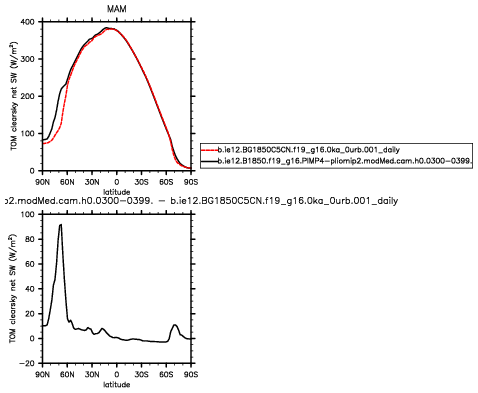 MAM
TOM clearsky net SW (W/m²)
400
300
200
100
0
90N 60N 30N 0 30S 60S 90S
latitude
b.ie12.BG1850C5CN.f19_g16.0ka_0urb.001_daily
b.ie12.B1850.f19_g16.PlMP4-pliomip2.modMed.cam.h0.0300-0399.
p2.modMed.cam.h0.0300-0399. - b.ie12.BG1850C5CN.f19_g16.0ka_0urb.001_daily
TOM clearsky net SW (W/m²)
100
80
60
40
20
0
-20
90N 60N 30N 0 30S 60S 90S
latitude